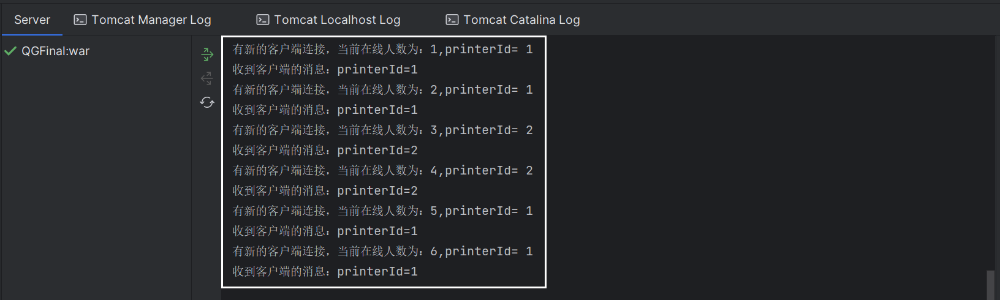 Server
Tomcat Manager Log
Tomcat Localhost Log
Tomcat Catalina Log
QGFinal:war
有新的客户端连接，当前在线人数为：1,printerId= 1
收到客户端的消息：printerId=1
有新的客户端连接，当前在线人数为：2,printerId= 1
收到客户端的消息：printerId=1
有新的客户端连接，当前在线人数为：3,printerId= 2
收到客户端的消息：printerId=2
有新的客户端连接，当前在线人数为：4,printerId= 2
收到客户端的消息：printerId=2
有新的客户端连接，当前在线人数为：5,printerId= 1
收到客户端的消息：printerId=1
有新的客户端连接，当前在线人数为：6,printerId= 1
收到客户端的消息：printerId=1